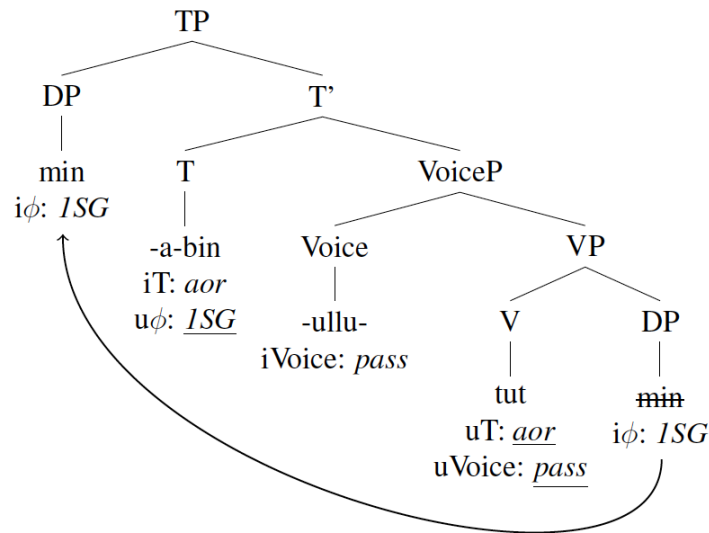 TP
DP T’
min T VoiceP
iϕ: 1SG
-a-bin Voice VP
iT: aor
uϕ: 1SG -ullu- V DP
iVoice: pass
tut min
uT: aor iϕ: 1SG
uVoice: pass